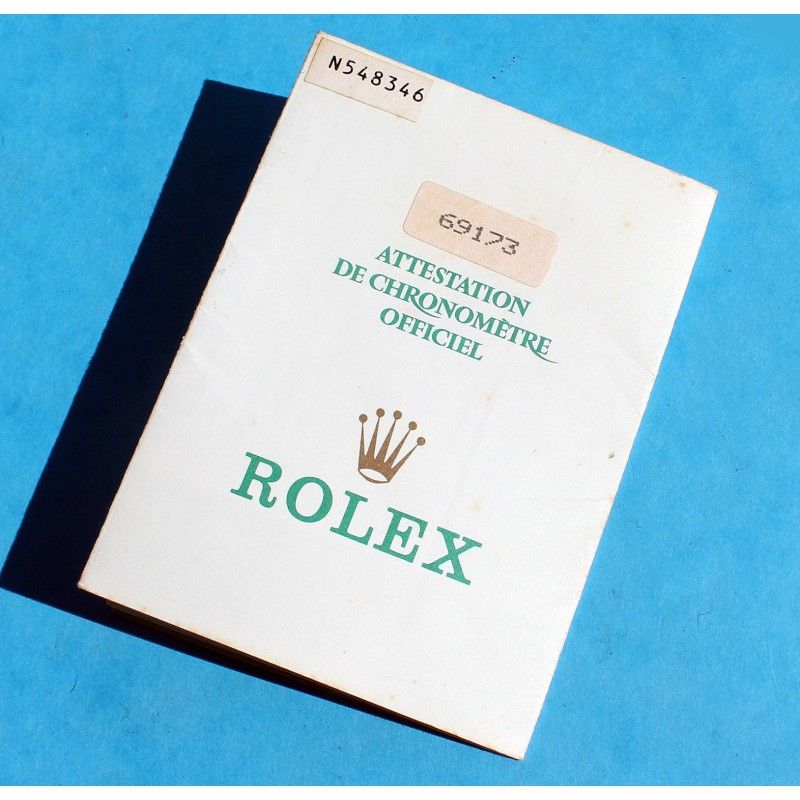 N548346
69173
ATTESTATION
DE CHRONOMÈTRE
OFFICIEL
ROLEX